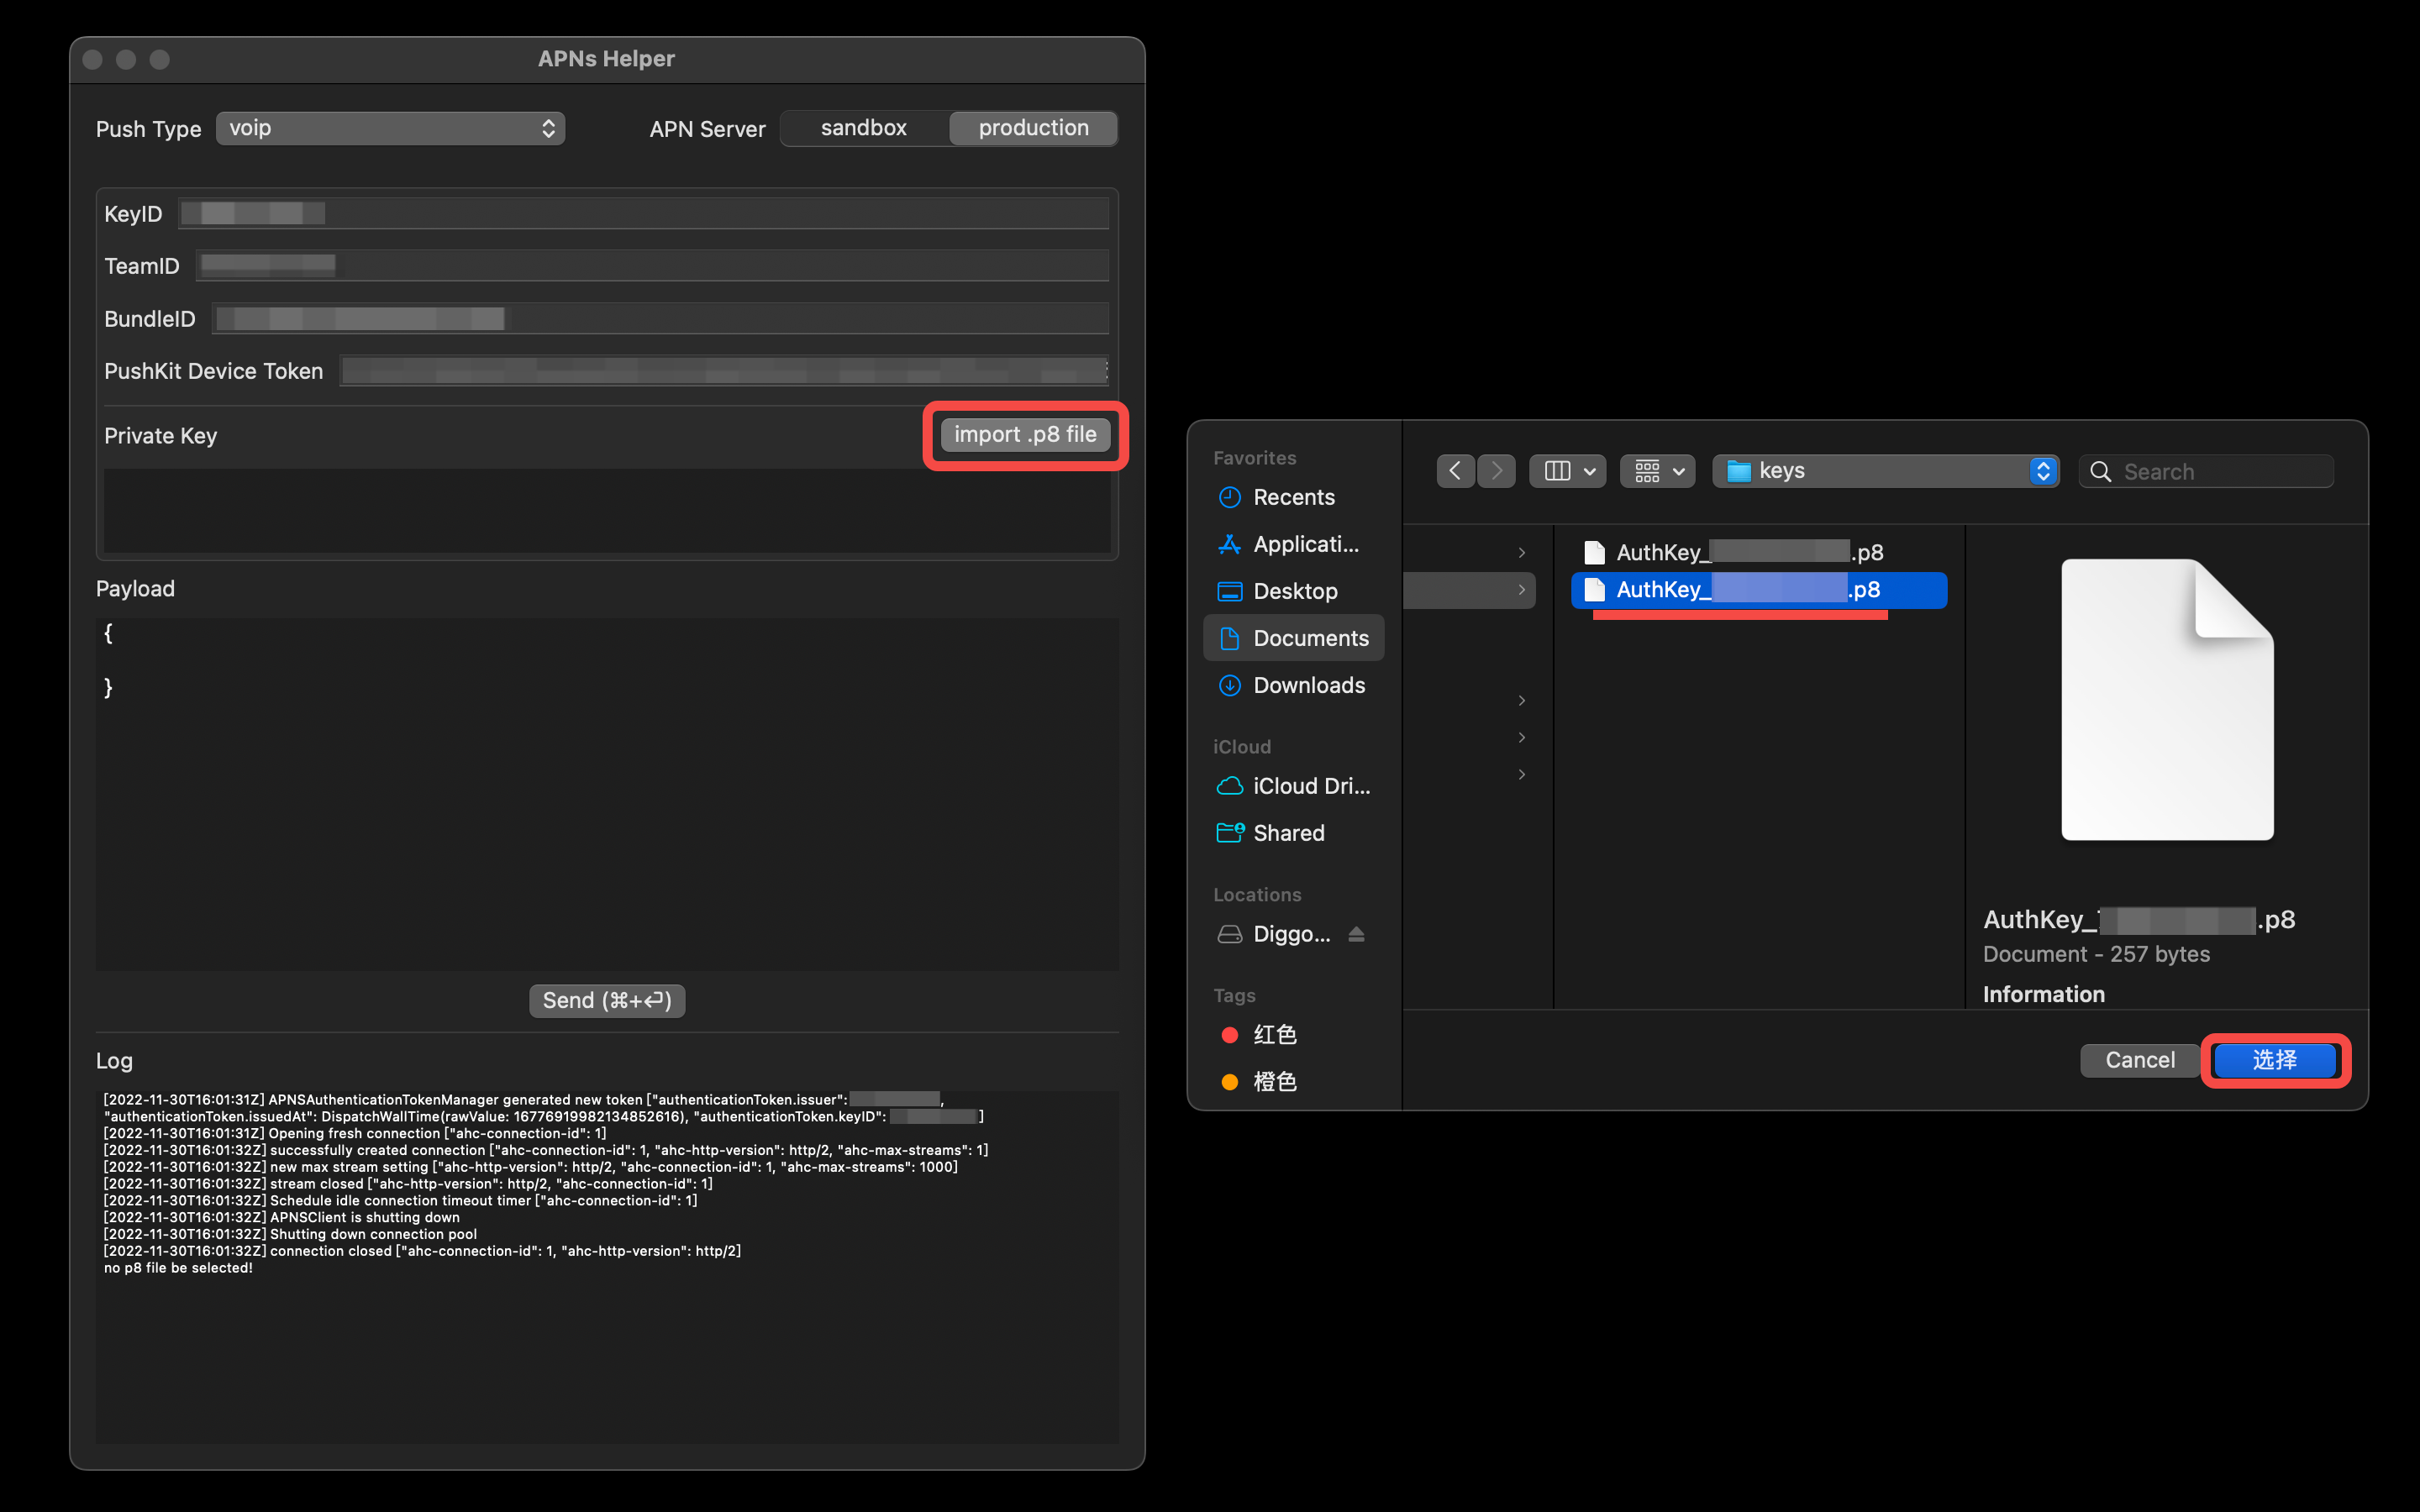 APNs Helper
Push Type voip APN Server sandbox production
KeyID
TeamID
BundleID
PushKit Device Token
Private Key import .p8 file
Payload
{
}
Send (⌘+↩)
Log
[2022-11-30T16:01:31Z] APNSAuthenticationTokenManager generated new token ["authenticationToken.issuer": ,
"authenticationToken.issuedAt": DispatchWallTime(rawValue: 16776919982134852616), "authenticationToken.keyID": ]
[2022-11-30T16:01:31Z] Opening fresh connection ["ahc-connection-id": 1]
[2022-11-30T16:01:32Z] successfully created connection ["ahc-connection-id": 1, "ahc-http-version": http/2, "ahc-max-streams": 1]
[2022-11-30T16:01:32Z] new max stream setting ["ahc-http-version": http/2, "ahc-connection-id": 1, "ahc-max-streams": 1000]
[2022-11-30T16:01:32Z] stream closed ["ahc-http-version": http/2, "ahc-connection-id": 1]
[2022-11-30T16:01:32Z] Schedule idle connection timeout timer ["ahc-connection-id": 1]
[2022-11-30T16:01:32Z] APNSClient is shutting down
[2022-11-30T16:01:32Z] Shutting down connection pool
[2022-11-30T16:01:32Z] connection closed ["ahc-connection-id": 1, "ahc-http-version": http/2]
no p8 file be selected!
Favorites
Recents
Applicati...
Desktop
Documents
Downloads
iCloud
iCloud Dri...
Shared
Locations
Diggo...
Tags
红色
橙色
keys
Search
AuthKey_ .p8
AuthKey_ .p8
AuthKey_ .p8
Document - 257 bytes
Information
Cancel 选择